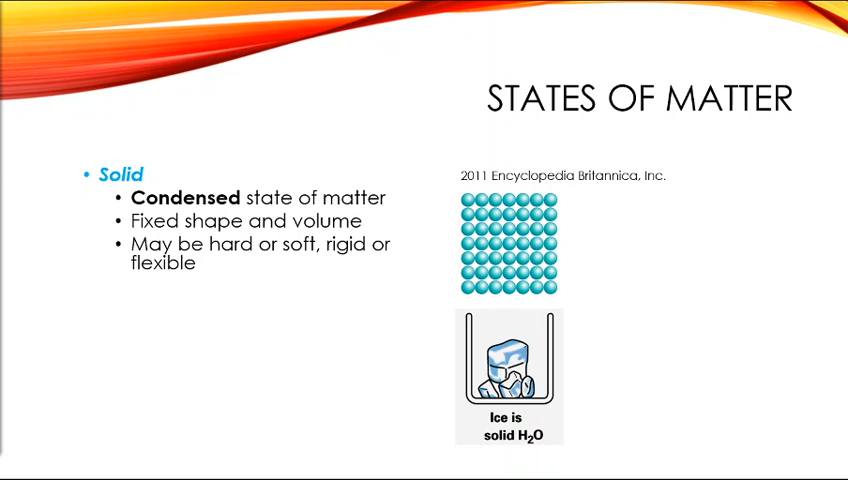 STATES OF MATTER
• Solid
• Condensed state of matter
• Fixed shape and volume
• May be hard or soft, rigid or
flexible
2011 Encyclopedia Britannica, Inc.
Ice is
solid H₂O